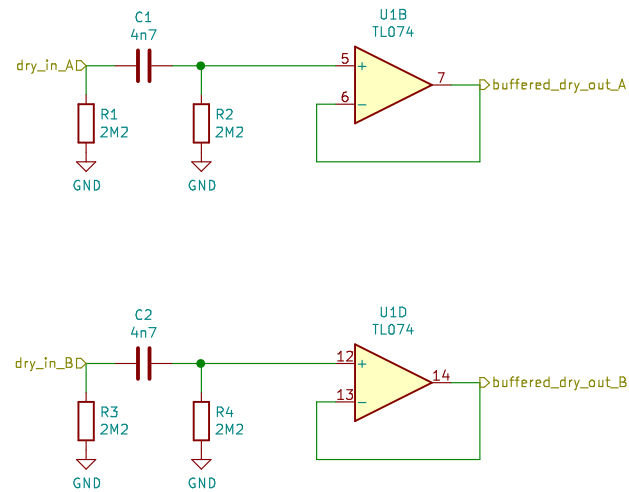 C1
4n7
U1B
TL074
dry_in_A
5
+
7
buffered_dry_out_A
6
−
R1
2M2
R2
2M2
GND
GND
C2
4n7
U1D
TL074
dry_in_B
12
+
14
buffered_dry_out_B
13
−
R3
2M2
R4
2M2
GND
GND